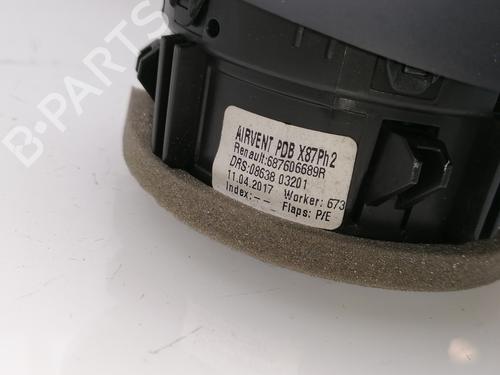 AIRVENT PDB X87Ph2
Renault:687606689R
DRS:08638 03201
11.04.2017 Worker: 673
Index:-- Flaps: P/E
B-PARTS